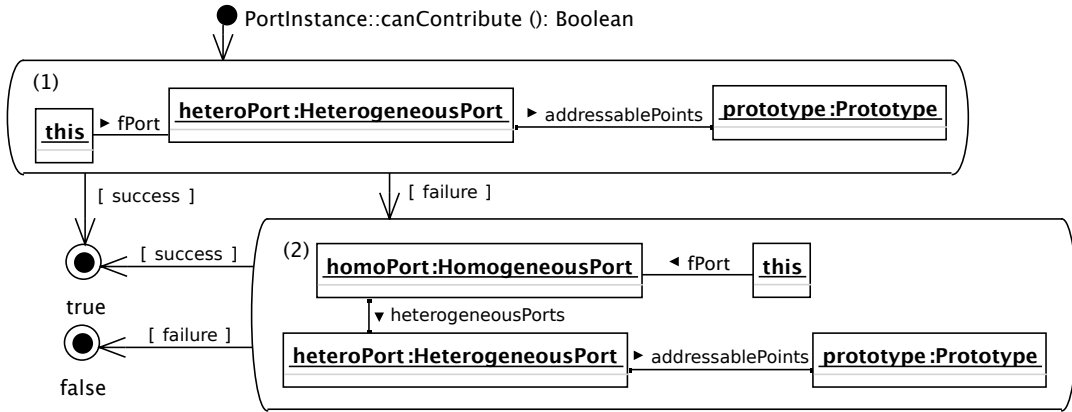 PortInstance::canContribute (): Boolean
(1)
this
► fPort
heteroPort:HeterogeneousPort
► addressablePoints
prototype:Prototype
[ success ]
[ failure ]
(2)
[ success ]
true
homoPort:HomogeneousPort
◄ fPort
this
▼ heterogeneousPorts
[ failure ]
false
heteroPort:HeterogeneousPort
► addressablePoints
prototype:Prototype